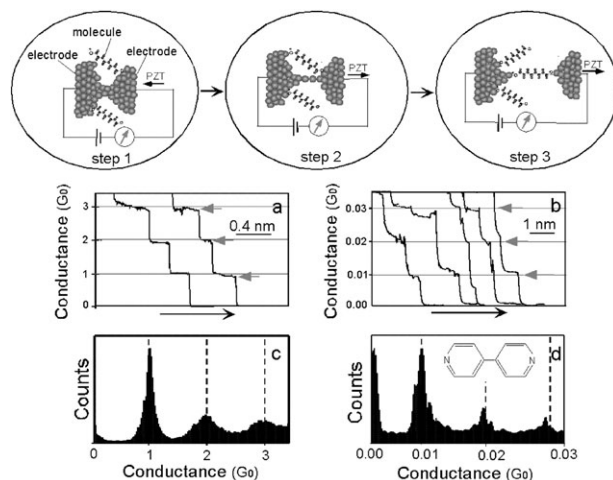 molecule
electrode
electrode
PZT
PZT
PZT
step 1
step 2
step 3
Conductance (G0)
3
2
1
0
a
0.4 nm
Conductance (G0)
0.03
0.02
0.01
0.00
b
1 nm
Counts
c
0
1
2
3
Conductance (G0)
Counts
d
N
N
0.00
0.01
0.02
0.03
Conductance (G0)